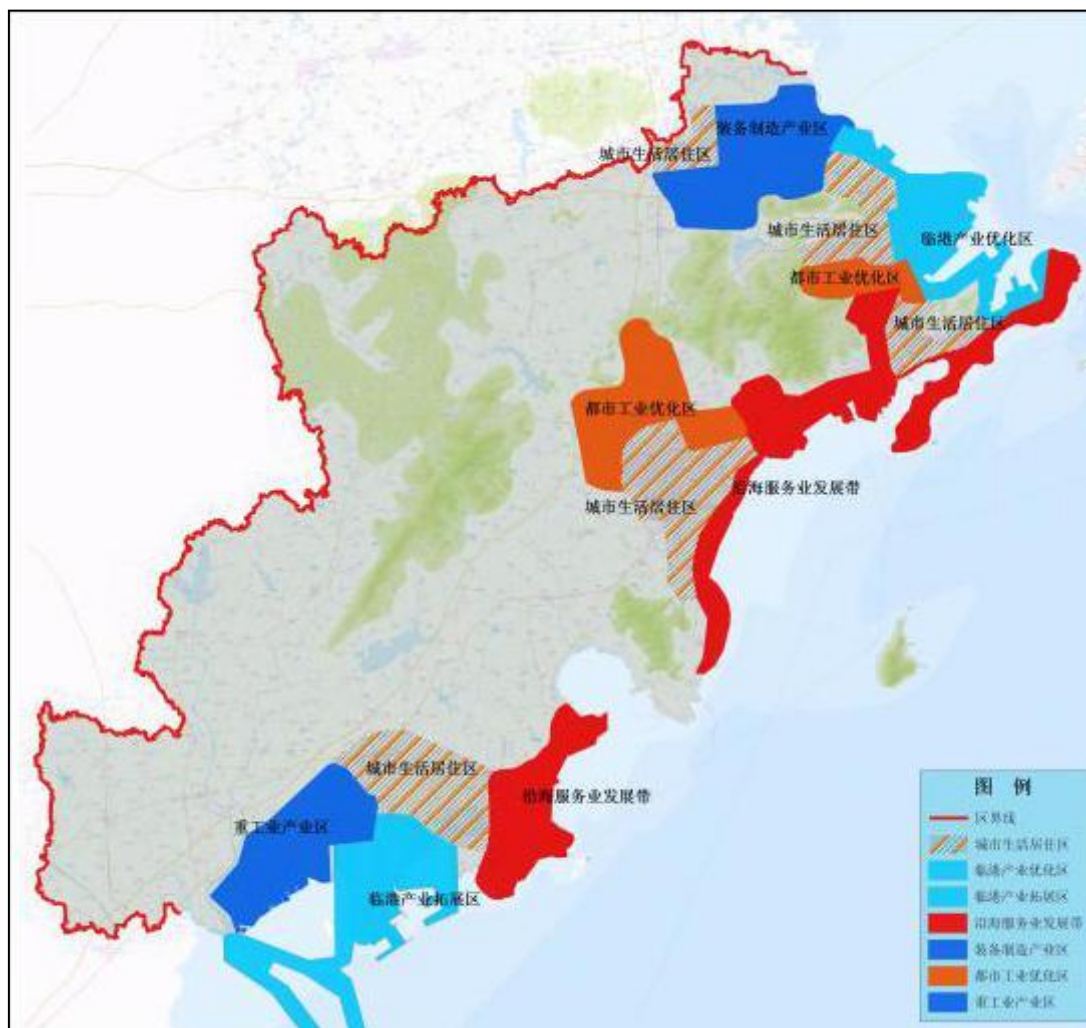 装备制造产业区
城市生活居住区
城市生活居住区
临港产业优化区
都市工业优化区
城市生活居住区
都市工业优化区
沿海服务业发展带
城市生活居住区
城市生活居住区
沿海服务业发展带
重工业产业区
临港产业拓展区
图 例
区界线
城市生活居住区
临港产业优化区
临港产业拓展区
沿海服务业发展带
装备制造产业区
都市工业优化区
重工业产业区